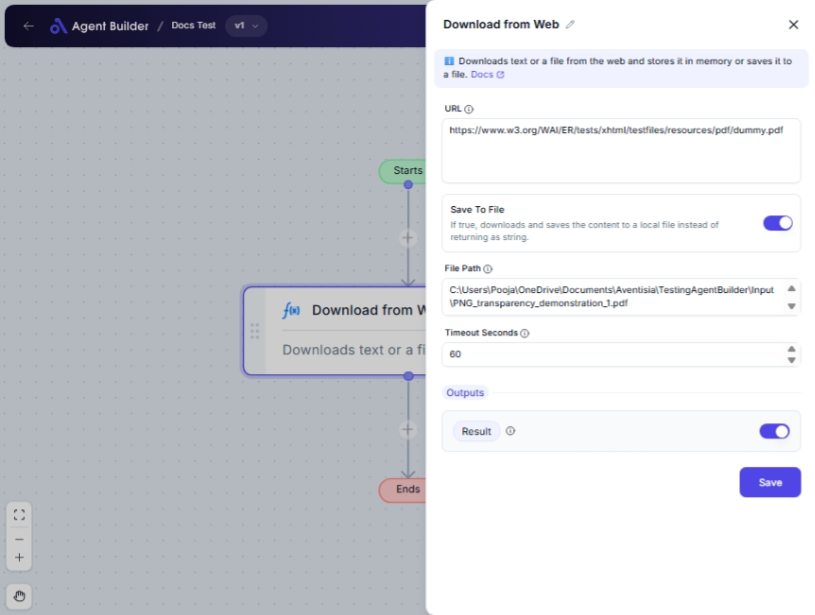 Agent Builder / Docs Test v1
Download from Web
Downloads text or a file from the web and stores it in memory or saves it to
a file. Docs
URL
https://www.w3.org/WAI/ER/tests/xhtml/testfiles/resources/pdf/dummy.pdf
Save To File
If true, downloads and saves the content to a local file instead of
returning as string.
File Path
C:\Users\Pooja\OneDrive\Documents\Aventisia\TestingAgentBuilder\Input
\PNG_transparency_demonstration_1.pdf
Timeout Seconds
60
Outputs
Result
Save
Starts
f(x) Download from W
Downloads text or a fi
Ends